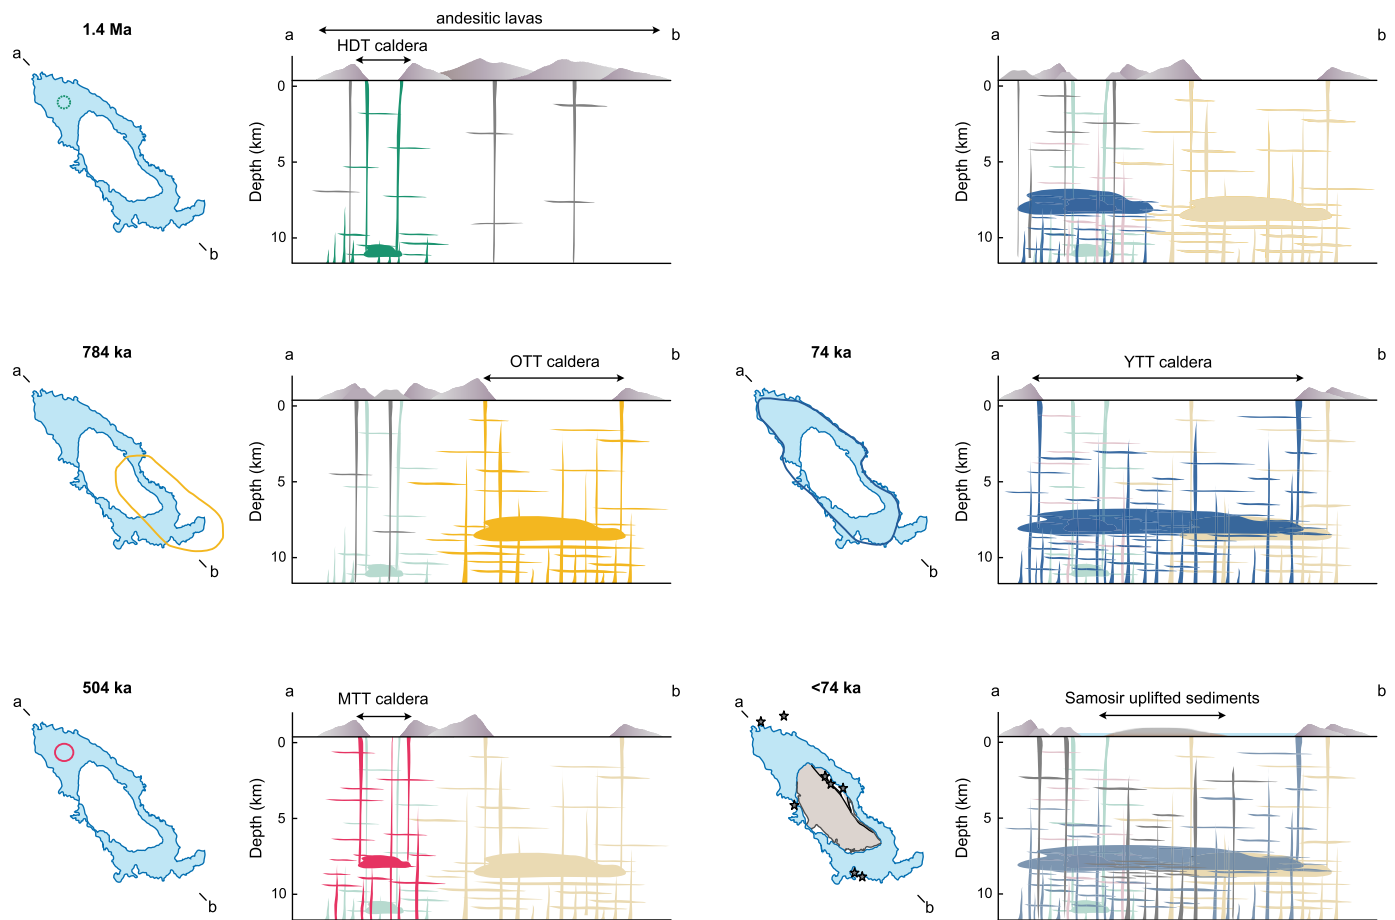 1.4 Ma
a
b
a
andesitic lavas
b
HDT caldera
0
5
10
Depth (km)
a
b
0
5
10
Depth (km)
784 ka
a
b
a
OTT caldera
b
0
5
10
Depth (km)
74 ka
a
b
a
YTT caldera
b
0
5
10
Depth (km)
504 ka
a
b
a
MTT caldera
b
0
5
10
Depth (km)
<74 ka
a
b
a
Samosir uplifted sediments
b
0
5
10
Depth (km)